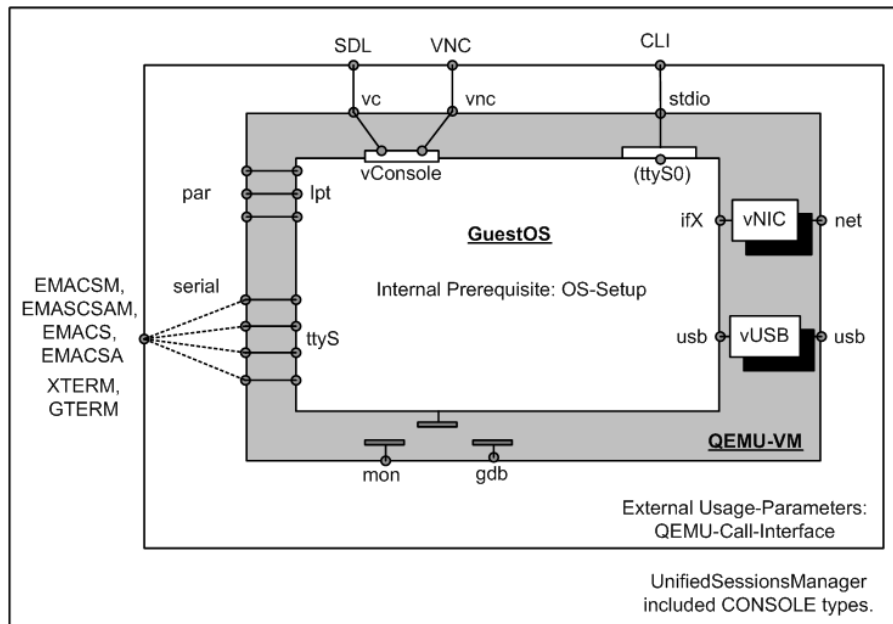 SDL
VNC
CLI
vc
vnc
stdio
vConsole
(ttyS0)
par
lpt
GuestOS
ifX
vNIC
net
Internal Prerequisite: OS-Setup
serial
EMACSM,
EMASCSAM,
EMACS,
EMACSA
XTERM,
GTERM
ttyS
usb
vUSB
usb
QEMU-VM
mon
gdb
External Usage-Parameters:
QEMU-Call-Interface
UnifiedSessionsManager
included CONSOLE types.